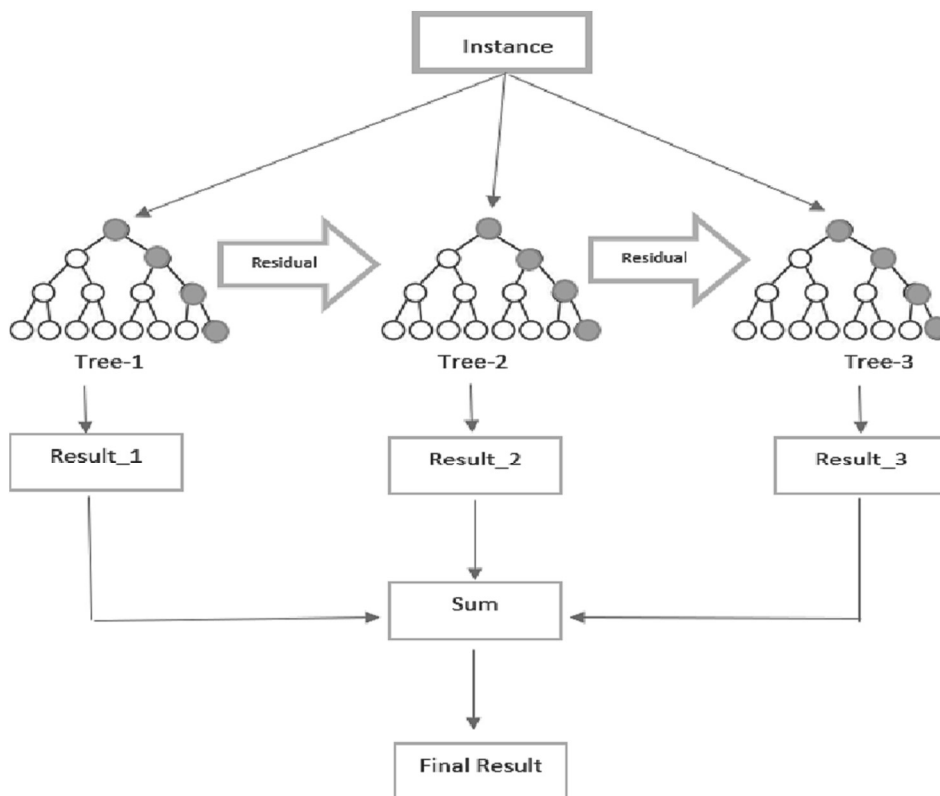 Instance
Residual
Residual
Tree-1
Tree-2
Tree-3
Result_1
Result_2
Result_3
Sum
Final Result